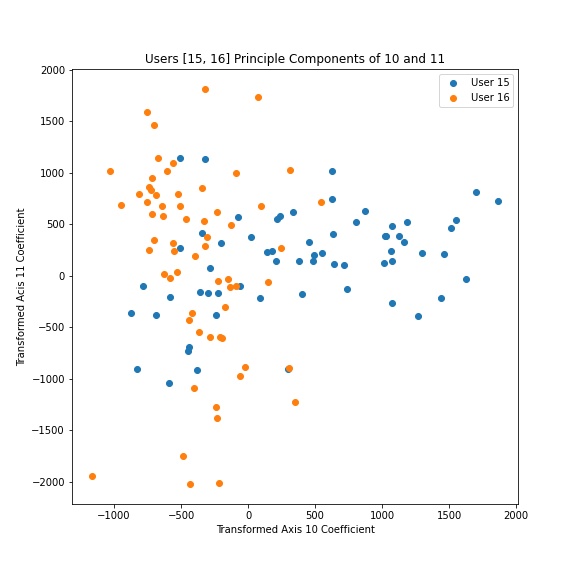 Users [15, 16] Principle Components of 10 and 11
User 15
User 16
Transformed Acis 11 Coefficient
2000
1500
1000
500
0
−500
−1000
−1500
−2000
−1000 −500 0 500 1000 1500 2000
Transformed Axis 10 Coefficient